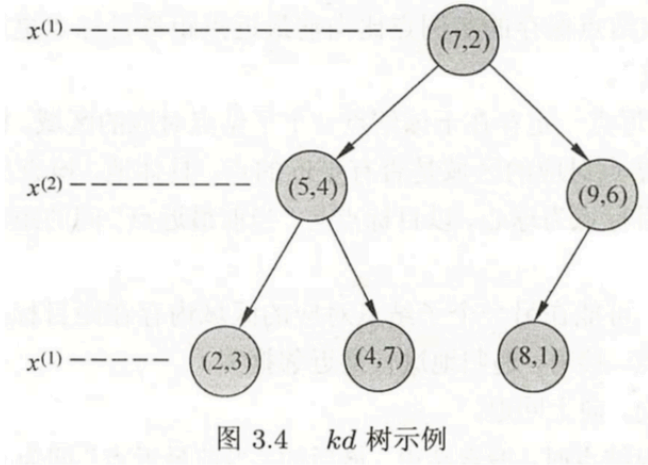 x(1)
(7,2)
x(2)
(5,4)
(9,6)
x(1)
(2,3)
(4,7)
(8,1)
图 3.4 kd 树示例